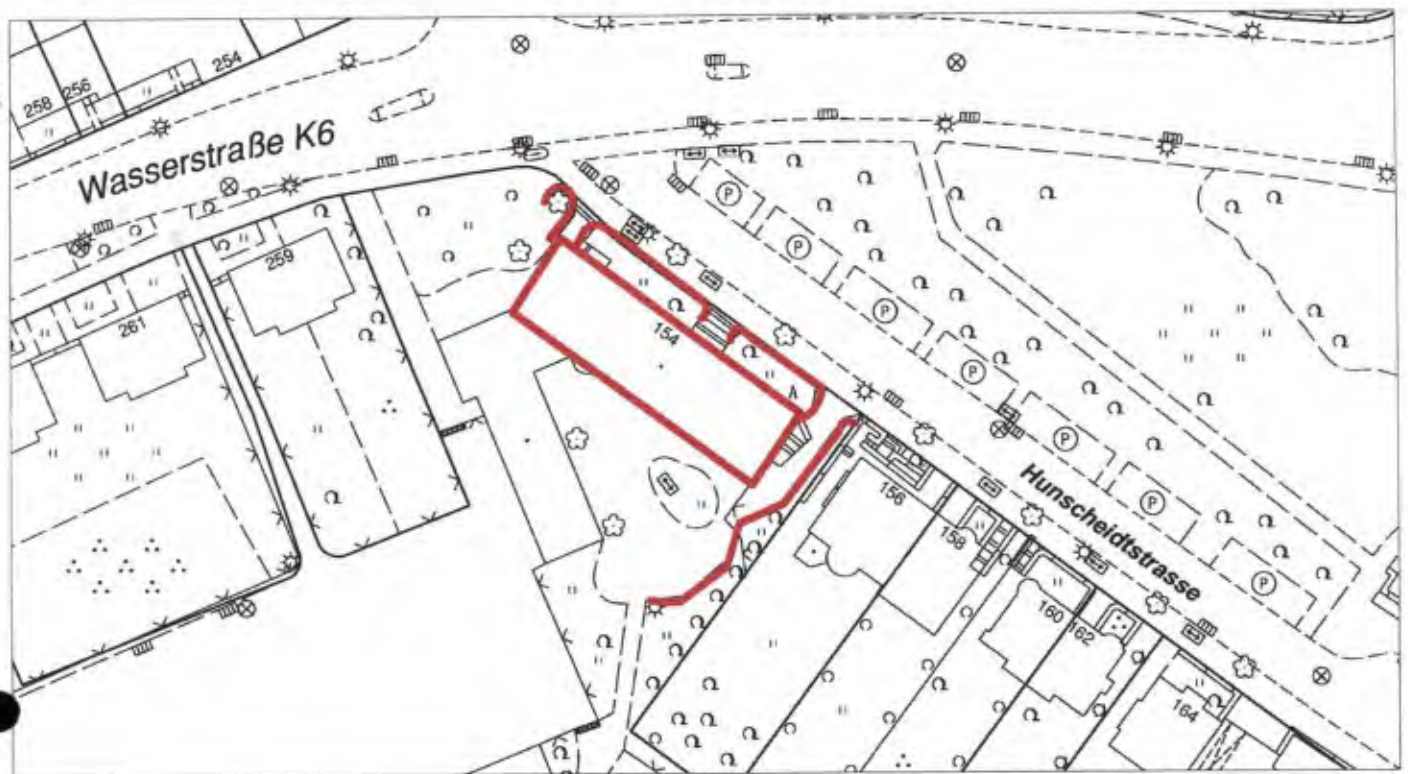 258
256
254
Wasserstraße K6
259
261
154
A
P
P
P
P
P
P
P
156
158
160
162
164
Hunscheidtstrasse